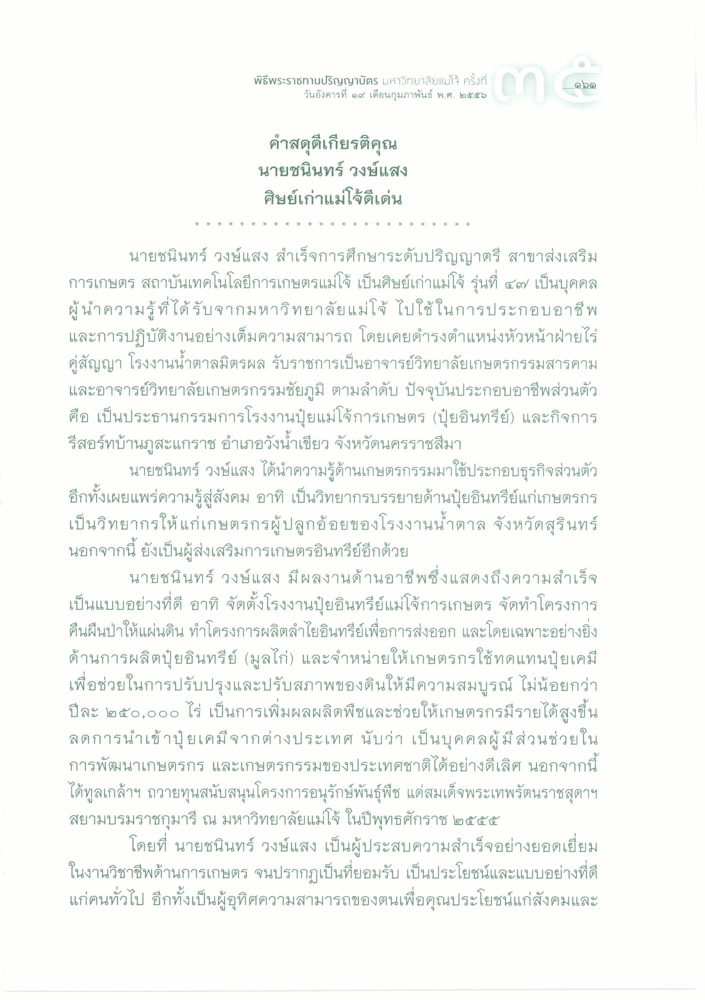 พิธีพระราชทานปริญญาบัตร มหาวิทยาลัยแม่โจ้ ครั้งที่ ๓๕
วันอังคารที่ ๑๙ เดือนกุมภาพันธ์ พ.ศ. ๒๕๕๖
๑๖๑
คำสดุดีเกียรติคุณ
นายชนินทร์ วงษ์แสง
ศิษย์เก่าแม่โจ้ดีเด่น
* * * * * * * * * * * * * * * * * * * * * * * * *
นายชนินทร์ วงษ์แสง สำเร็จการศึกษาระดับปริญญาตรี สาขาส่งเสริม
การเกษตร สถาบันเทคโนโลยีการเกษตรแม่โจ้ เป็นศิษย์เก่าแม่โจ้ รุ่นที่ ๔๗ เป็นบุคคล
ผู้นำความรู้ที่ได้รับจากมหาวิทยาลัยแม่โจ้ ไปใช้ในการประกอบอาชีพ
และการปฏิบัติงานอย่างเต็มความสามารถ โดยเคยดำรงตำแหน่งหัวหน้าฝ่ายไร่
คู่สัญญา โรงงานน้ำตาลมิตรผล รับราชการเป็นอาจารย์วิทยาลัยเกษตรกรรมสารคาม
และอาจารย์วิทยาลัยเกษตรกรรมชัยภูมิ ตามลำดับ ปัจจุบันประกอบอาชีพส่วนตัว
คือ เป็นประธานกรรมการโรงงานปุ๋ยแม่โจ้การเกษตร (ปุ๋ยอินทรีย์) และกิจการ
รีสอร์ทบ้านภูสะแกราช อำเภอวังน้ำเขียว จังหวัดนครราชสีมา
นายชนินทร์ วงษ์แสง ได้นำความรู้ด้านเกษตรกรรมมาใช้ประกอบธุรกิจส่วนตัว
อีกทั้งเผยแพร่ความรู้สู่สังคม อาทิ เป็นวิทยากรบรรยายด้านปุ๋ยอินทรีย์แก่เกษตรกร
เป็นวิทยากรให้แก่เกษตรกรผู้ปลูกอ้อยของโรงงานน้ำตาล จังหวัดสุรินทร์
นอกจากนี้ ยังเป็นผู้ส่งเสริมการเกษตรอินทรีย์อีกด้วย
นายชนินทร์ วงษ์แสง มีผลงานด้านอาชีพซึ่งแสดงถึงความสำเร็จ
เป็นแบบอย่างที่ดี อาทิ จัดตั้งโรงงานปุ๋ยอินทรีย์แม่โจ้การเกษตร จัดทำโครงการ
คืนผืนป่าให้แผ่นดิน ทำโครงการผลิตลำไยอินทรีย์เพื่อการส่งออก และโดยเฉพาะอย่างยิ่ง
ด้านการผลิตปุ๋ยอินทรีย์ (มูลไก่) และจำหน่ายให้เกษตรกรใช้ทดแทนปุ๋ยเคมี
เพื่อช่วยในการปรับปรุงและปรับสภาพของดินให้มีความสมบูรณ์ ไม่น้อยกว่า
ปีละ ๒๕๐,๐๐๐ ไร่ เป็นการเพิ่มผลผลิตพืชและช่วยให้เกษตรกรมีรายได้สูงขึ้น
ลดการนำเข้าปุ๋ยเคมีจากต่างประเทศ นับว่า เป็นบุคคลผู้มีส่วนช่วยใน
การพัฒนาเกษตรกร และเกษตรกรรมของประเทศชาติได้อย่างดีเลิศ นอกจากนี้
ได้ทูลเกล้าฯ ถวายทุนสนับสนุนโครงการอนุรักษ์พันธุ์พืช แด่สมเด็จพระเทพรัตนราชสุดาฯ
สยามบรมราชกุมารี ณ มหาวิทยาลัยแม่โจ้ ในปีพุทธศักราช ๒๕๕๕
โดยที่ นายชนินทร์ วงษ์แสง เป็นผู้ประสบความสำเร็จอย่างยอดเยี่ยม
ในงานวิชาชีพด้านการเกษตร จนปรากฏเป็นที่ยอมรับ เป็นประโยชน์และแบบอย่างที่ดี
แก่คนทั่วไป อีกทั้งเป็นผู้อุทิศความสามารถของตนเพื่อคุณประโยชน์แก่สังคมและ